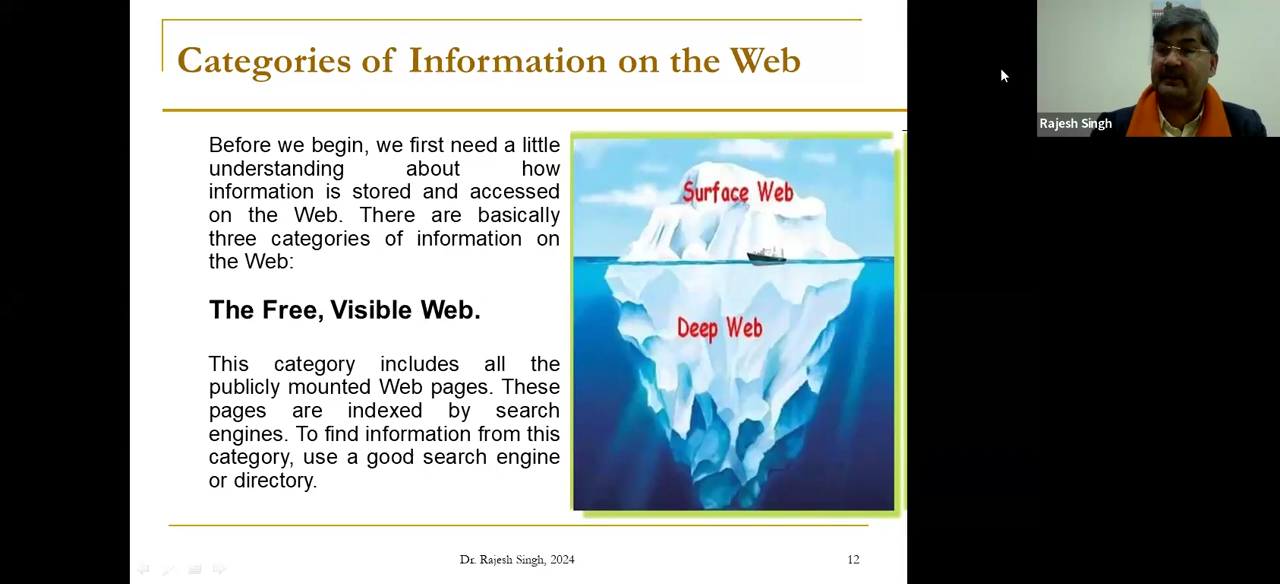 Categories of Information on the Web
Before we begin, we first need a little
understanding about how
information is stored and accessed
on the Web. There are basically
three categories of information on
the Web:
The Free, Visible Web.
This category includes all the
publicly mounted Web pages. These
pages are indexed by search
engines. To find information from this
category, use a good search engine
or directory.
Surface Web
Deep Web
Dr. Rajesh Singh, 2024
12
Rajesh Singh